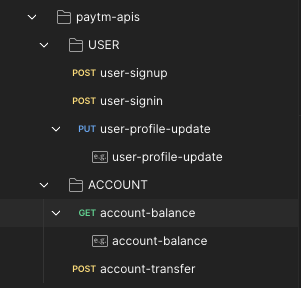 paytm-apis
USER
POST user-signup
POST user-signin
PUT user-profile-update
e.g. user-profile-update
ACCOUNT
GET account-balance
e.g. account-balance
POST account-transfer